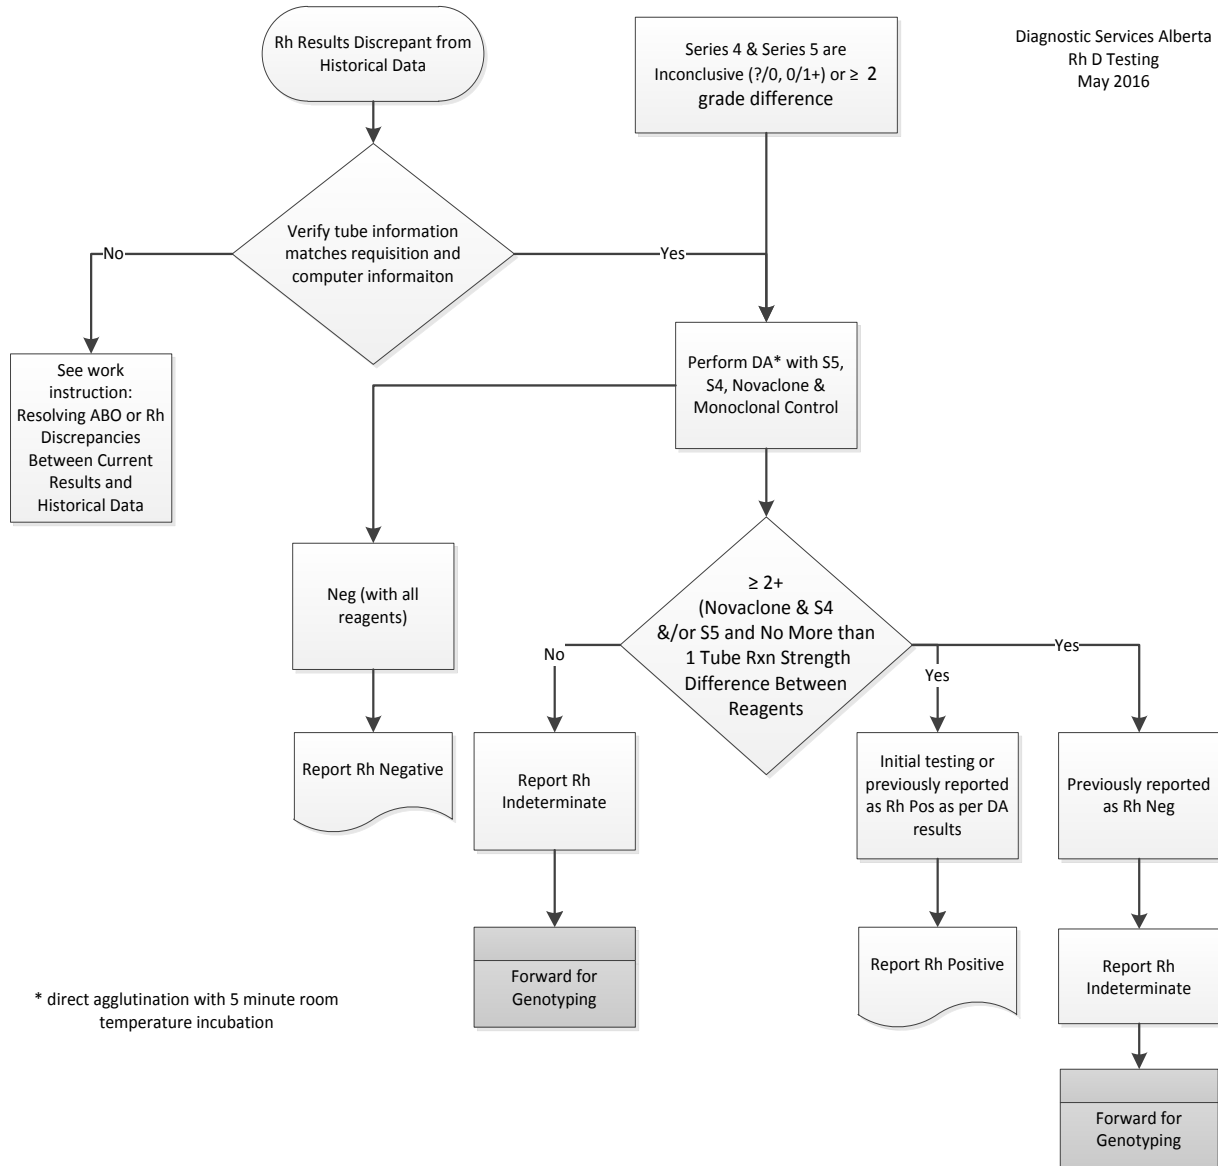 Rh Results Discrepant from
Historical Data
Series 4 & Series 5 are
Inconclusive (?/0, 0/1+) or ≥ 2
grade difference
Diagnostic Services Alberta
Rh D Testing
May 2016
Verify tube information
matches requisition and
computer informaiton
No
Yes
See work
instruction:
Resolving ABO or Rh
Discrepancies
Between Current
Results and
Historical Data
Perform DA* with S5,
S4, Novaclone &
Monoclonal Control
Neg (with all
reagents)
≥ 2+
(Novaclone & S4
&/or S5 and No More than
1 Tube Rxn Strength
Difference Between
Reagents
No
Yes
Yes
Report Rh Negative
Report Rh
Indeterminate
Initial testing or
previously reported
as Rh Pos as per DA
results
Previously reported
as Rh Neg
Forward for
Genotyping
Report Rh Positive
Report Rh
Indeterminate
* direct agglutination with 5 minute room
temperature incubation
Forward for
Genotyping